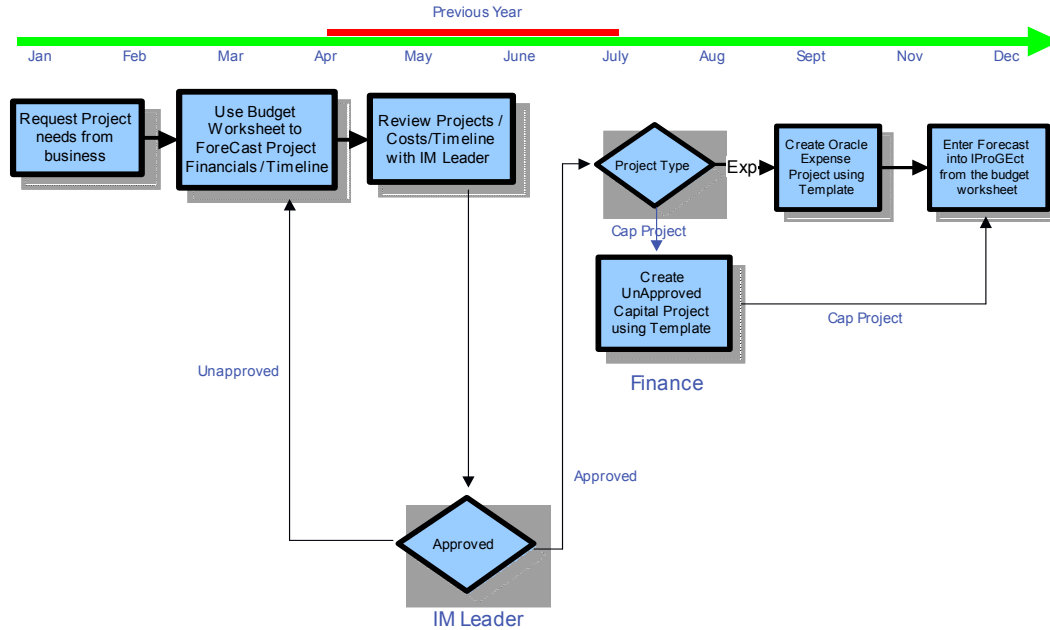 Previous Year
Jan Feb Mar Apr May June July Aug Sept Nov Dec
Request Project
needs from
business
Use Budget
Worksheet to
ForeCast Project
Financials / Timeline
Review Projects /
Costs/Timeline
with IM Leader
Project Type
Exp
Create Oracle
Expense
Project using
Template
Enter Forecast
into IProGEct
from the budget
worksheet
Cap Project
Create
UnApproved
Capital Project
using Template
Cap Project
Finance
Unapproved
Approved
Approved
IM Leader